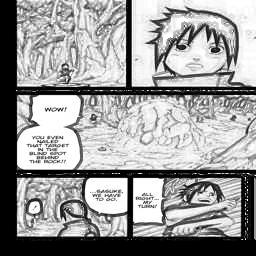 WOW!
YOU EVEN
NAILED
THAT TARGET
IN THE
BLIND SPOT
BEHIND
THE ROCK!!
...SASUKE,
WE HAVE
TO GO.
ALL
RIGHT...
MY
TURN!